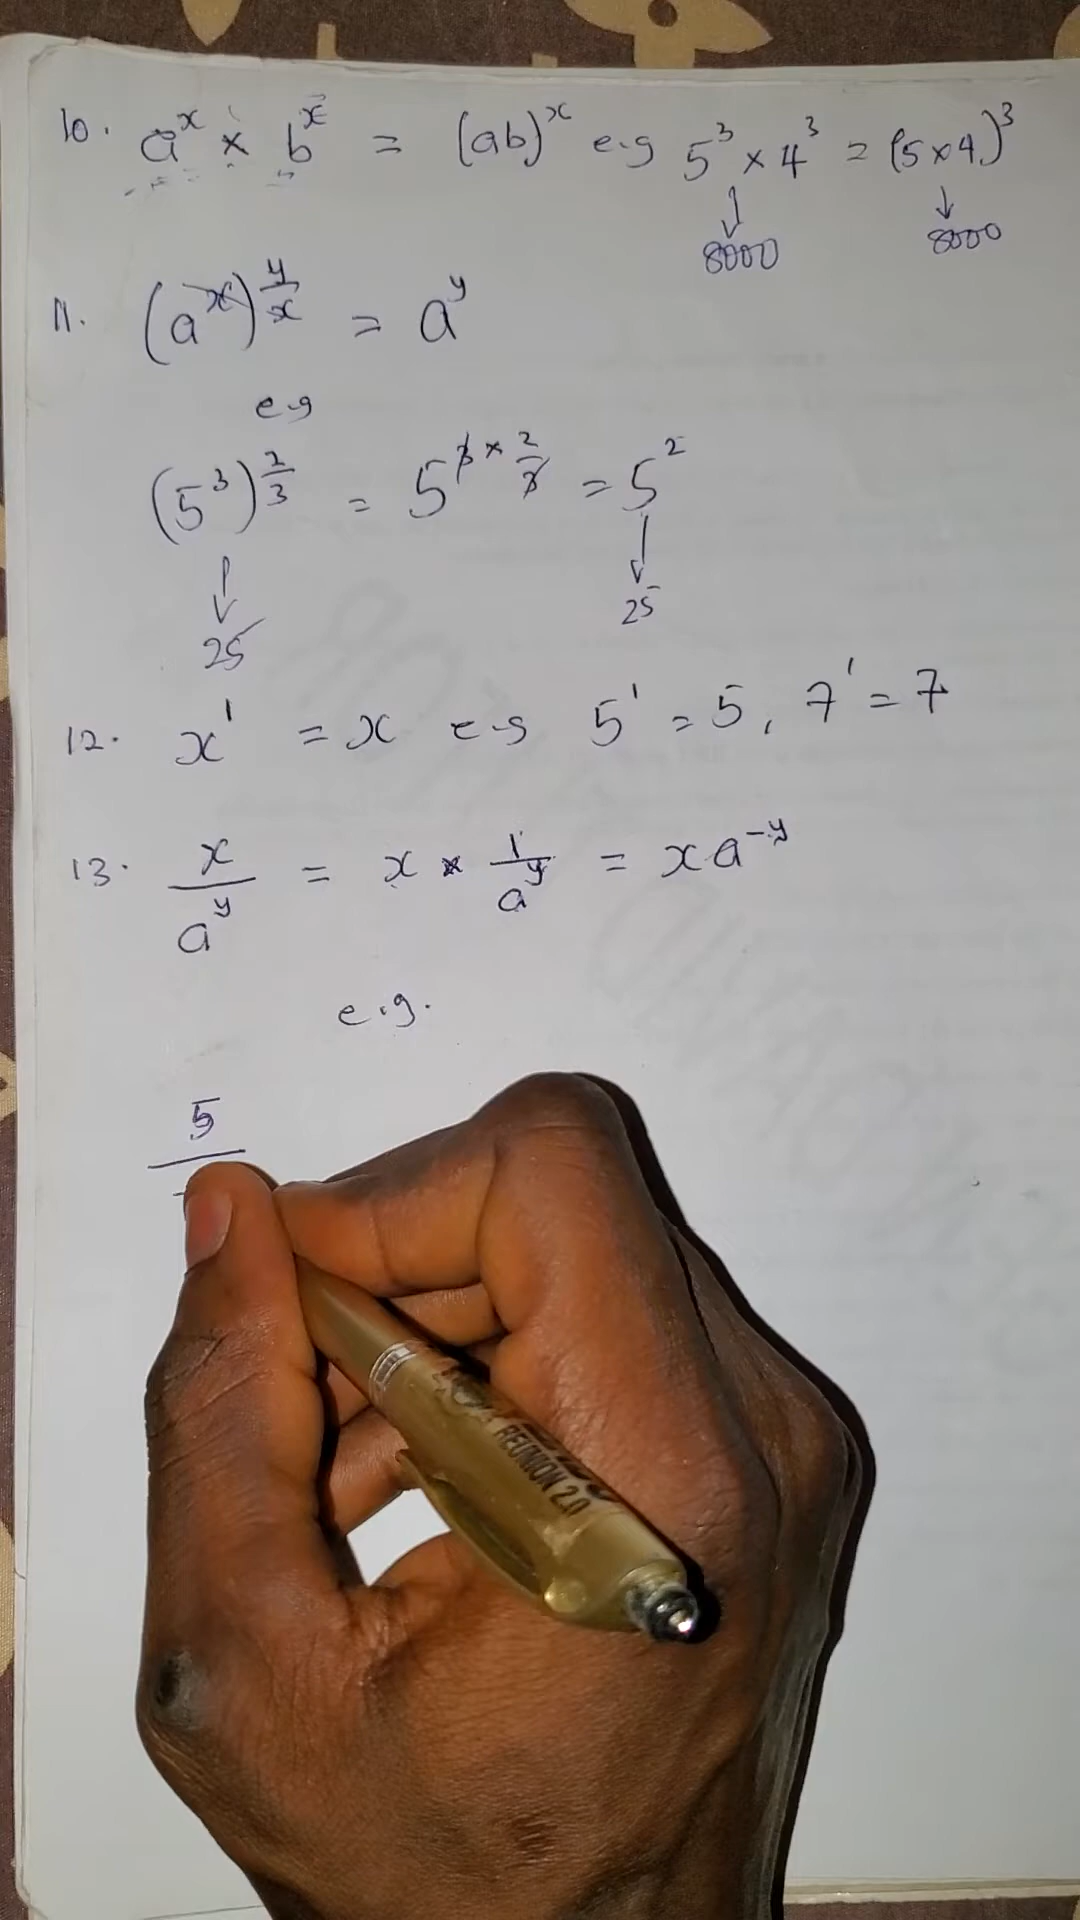 10. a^x × b^x = (ab)^x e.g 5^3 × 4^3 = (5×4)^3
↓ ↓
8000 8000
11. (a^x)^(y/x) = a^y
e.g
(5^3)^(2/3) = 5^(3×2/3) = 5^2
↓ ↓
25 25
12. x^1 = x e.g 5^1 = 5, 7^1 = 7
13. x/a^y = x × 1/a^y = xa^-y
e.g.
5
REUNION 2.0